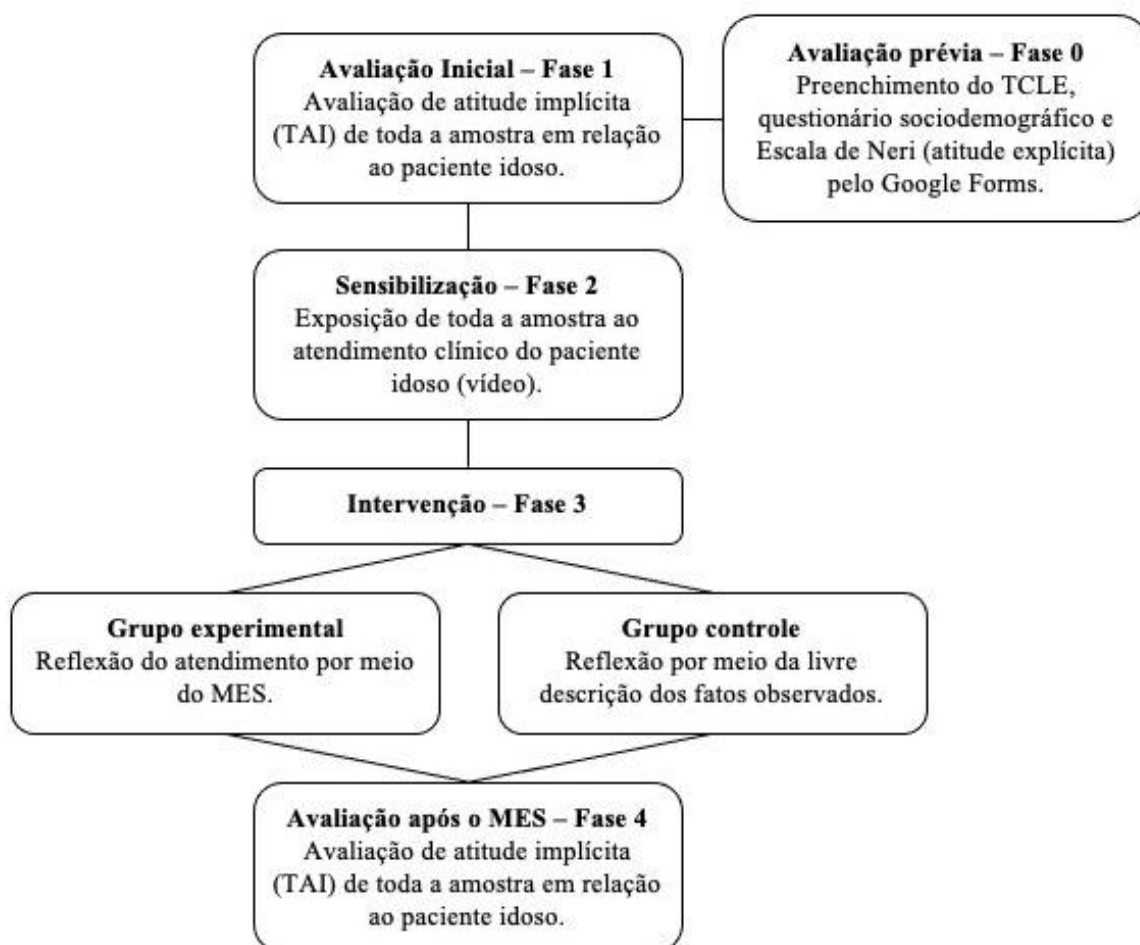 Avaliação Inicial – Fase 1
Avaliação de atitude implícita
(TAI) de toda a amostra em relação
ao paciente idoso.
Avaliação prévia – Fase 0
Preenchimento do TCLE,
questionário sociodemográfico e
Escala de Neri (atitude explícita)
pelo Google Forms.
Sensibilização – Fase 2
Exposição de toda a amostra ao
atendimento clínico do paciente
idoso (vídeo).
Intervenção – Fase 3
Grupo experimental
Reflexão do atendimento por meio
do MES.
Grupo controle
Reflexão por meio da livre
descrição dos fatos observados.
Avaliação após o MES – Fase 4
Avaliação de atitude implícita
(TAI) de toda a amostra em relação
ao paciente idoso.